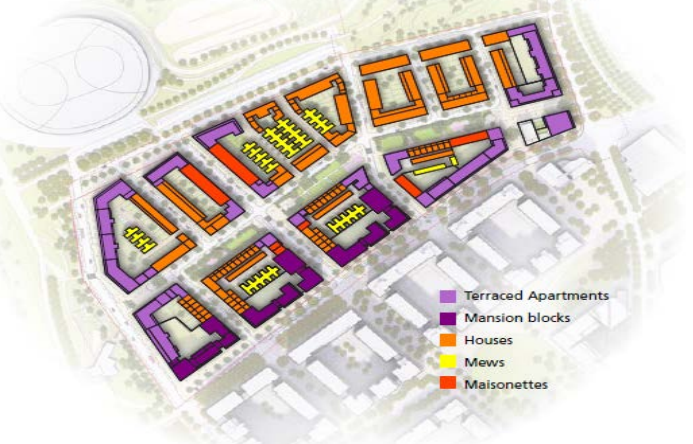 Terraced Apartments
Mansion blocks
Houses
Mews
Maisonettes